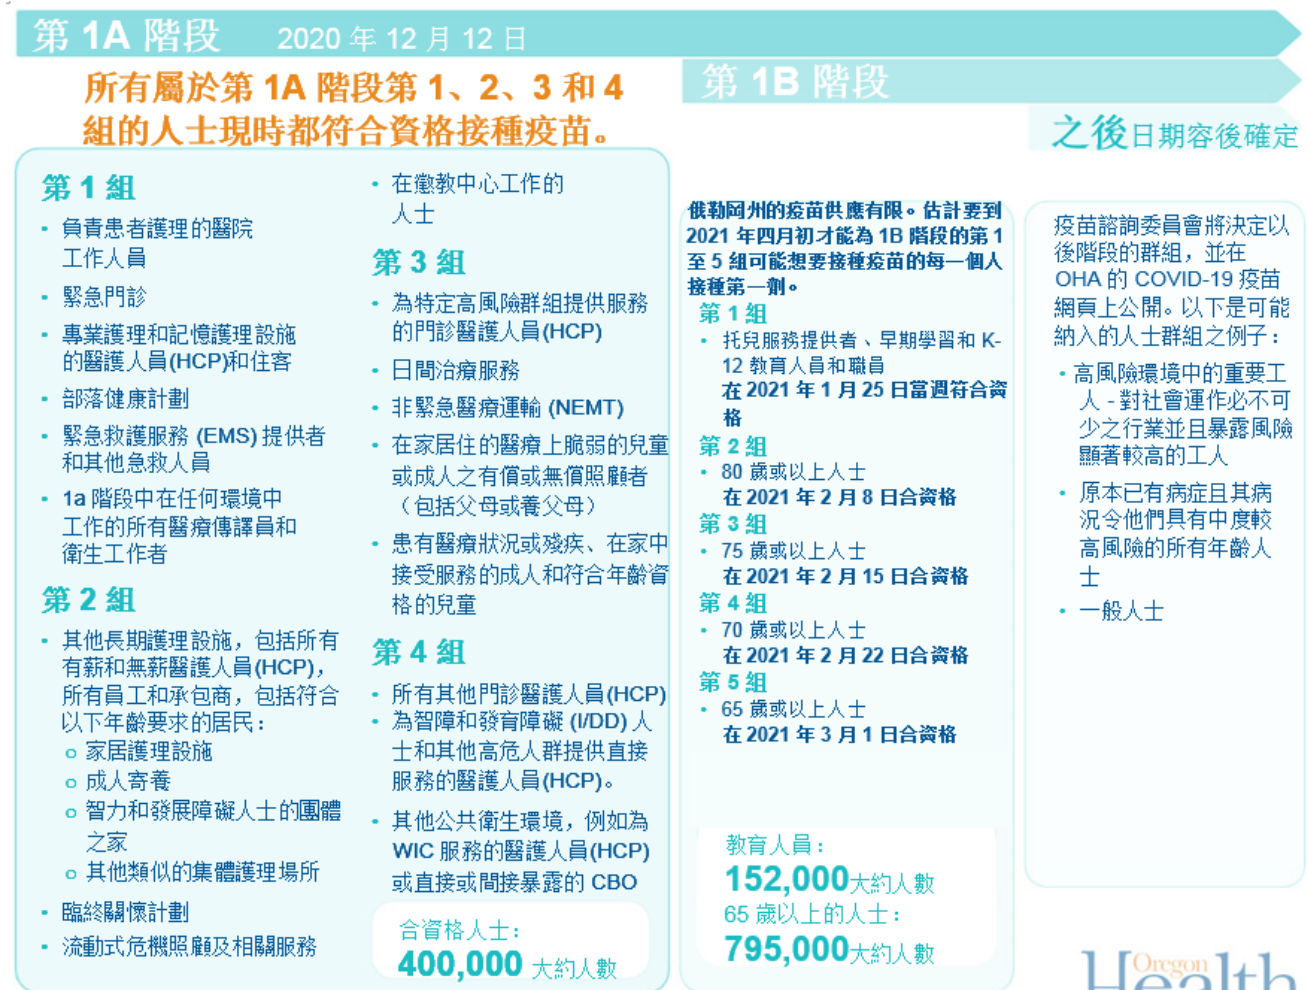 第 1A 階段 2020 年 12 月 12 日
所有屬於第 1A 階段第 1、2、3 和 4
組的人士現時都符合資格接種疫苗。
第 1 組
• 負責患者護理的醫院
工作人員
• 緊急門診
• 專業護理和記憶護理設施
的醫護人員(HCP)和住客
• 部落健康計劃
• 緊急救護服務 (EMS) 提供者
和其他急救人員
• 1a 階段中在任何環境中
工作的所有醫療傳譯員和
衛生工作者
第 2 組
• 其他長期護理設施，包括所有
有薪和無薪醫護人員(HCP)，
所有員工和承包商，包括符合
以下年齡要求的居民：
o 家居護理設施
o 成人寄養
o 智力和發展障礙人士的團體
之家
o 其他類似的集體護理場所
• 臨終關懷計劃
• 流動式危機照顧及相關服務
• 在懲教中心工作的
人士
第 3 組
• 為特定高風險群組提供服務
的門診醫護人員(HCP)
• 日間治療服務
• 非緊急醫療運輸 (NEMT)
• 在家居住的醫療上脆弱的兒童
或成人之有償或無償照顧者
（包括父母或養父母）
• 患有醫療狀況或殘疾、在家中
接受服務的成人和符合年齡資
格的兒童
第 4 組
• 所有其他門診醫護人員(HCP)
• 為智障和發育障礙 (I/DD) 人
士和其他高危人群提供直接
服務的醫護人員(HCP)。
• 其他公共衛生環境，例如為
WIC 服務的醫護人員(HCP)
或直接或間接暴露的 CBO
合資格人士：
400,000 大約人數
第 1B 階段
俄勒岡州的疫苗供應有限。估計要到
2021 年四月初才能為 1B 階段的第 1
至 5 組可能想要接種疫苗的每一個人
接種第一劑。
第 1 組
• 托兒服務提供者、早期學習和 K-
12 教育人員和職員
在 2021 年 1 月 25 日當週符合資
格
第 2 組
• 80 歲或以上人士
在 2021 年 2 月 8 日合資格
第 3 組
• 75 歲或以上人士
在 2021 年 2 月 15 日合資格
第 4 組
• 70 歲或以上人士
在 2021 年 2 月 22 日合資格
第 5 組
• 65 歲或以上人士
在 2021 年 3 月 1 日合資格
教育人員：
152,000大約人數
65 歲以上的人士：
795,000大約人數
之後日期容後確定
疫苗諮詢委員會將決定以
後階段的群組，並在
OHA 的 COVID-19 疫苗
網頁上公開。以下是可能
納入的人士群組之例子：
• 高風險環境中的重要工
人 - 對社會運作必不可
少之行業並且暴露風險
顯著較高的工人
• 原本已有病症且其病
況令他們具有中度較
高風險的所有年齡人
士
• 一般人士
Oregon
Health